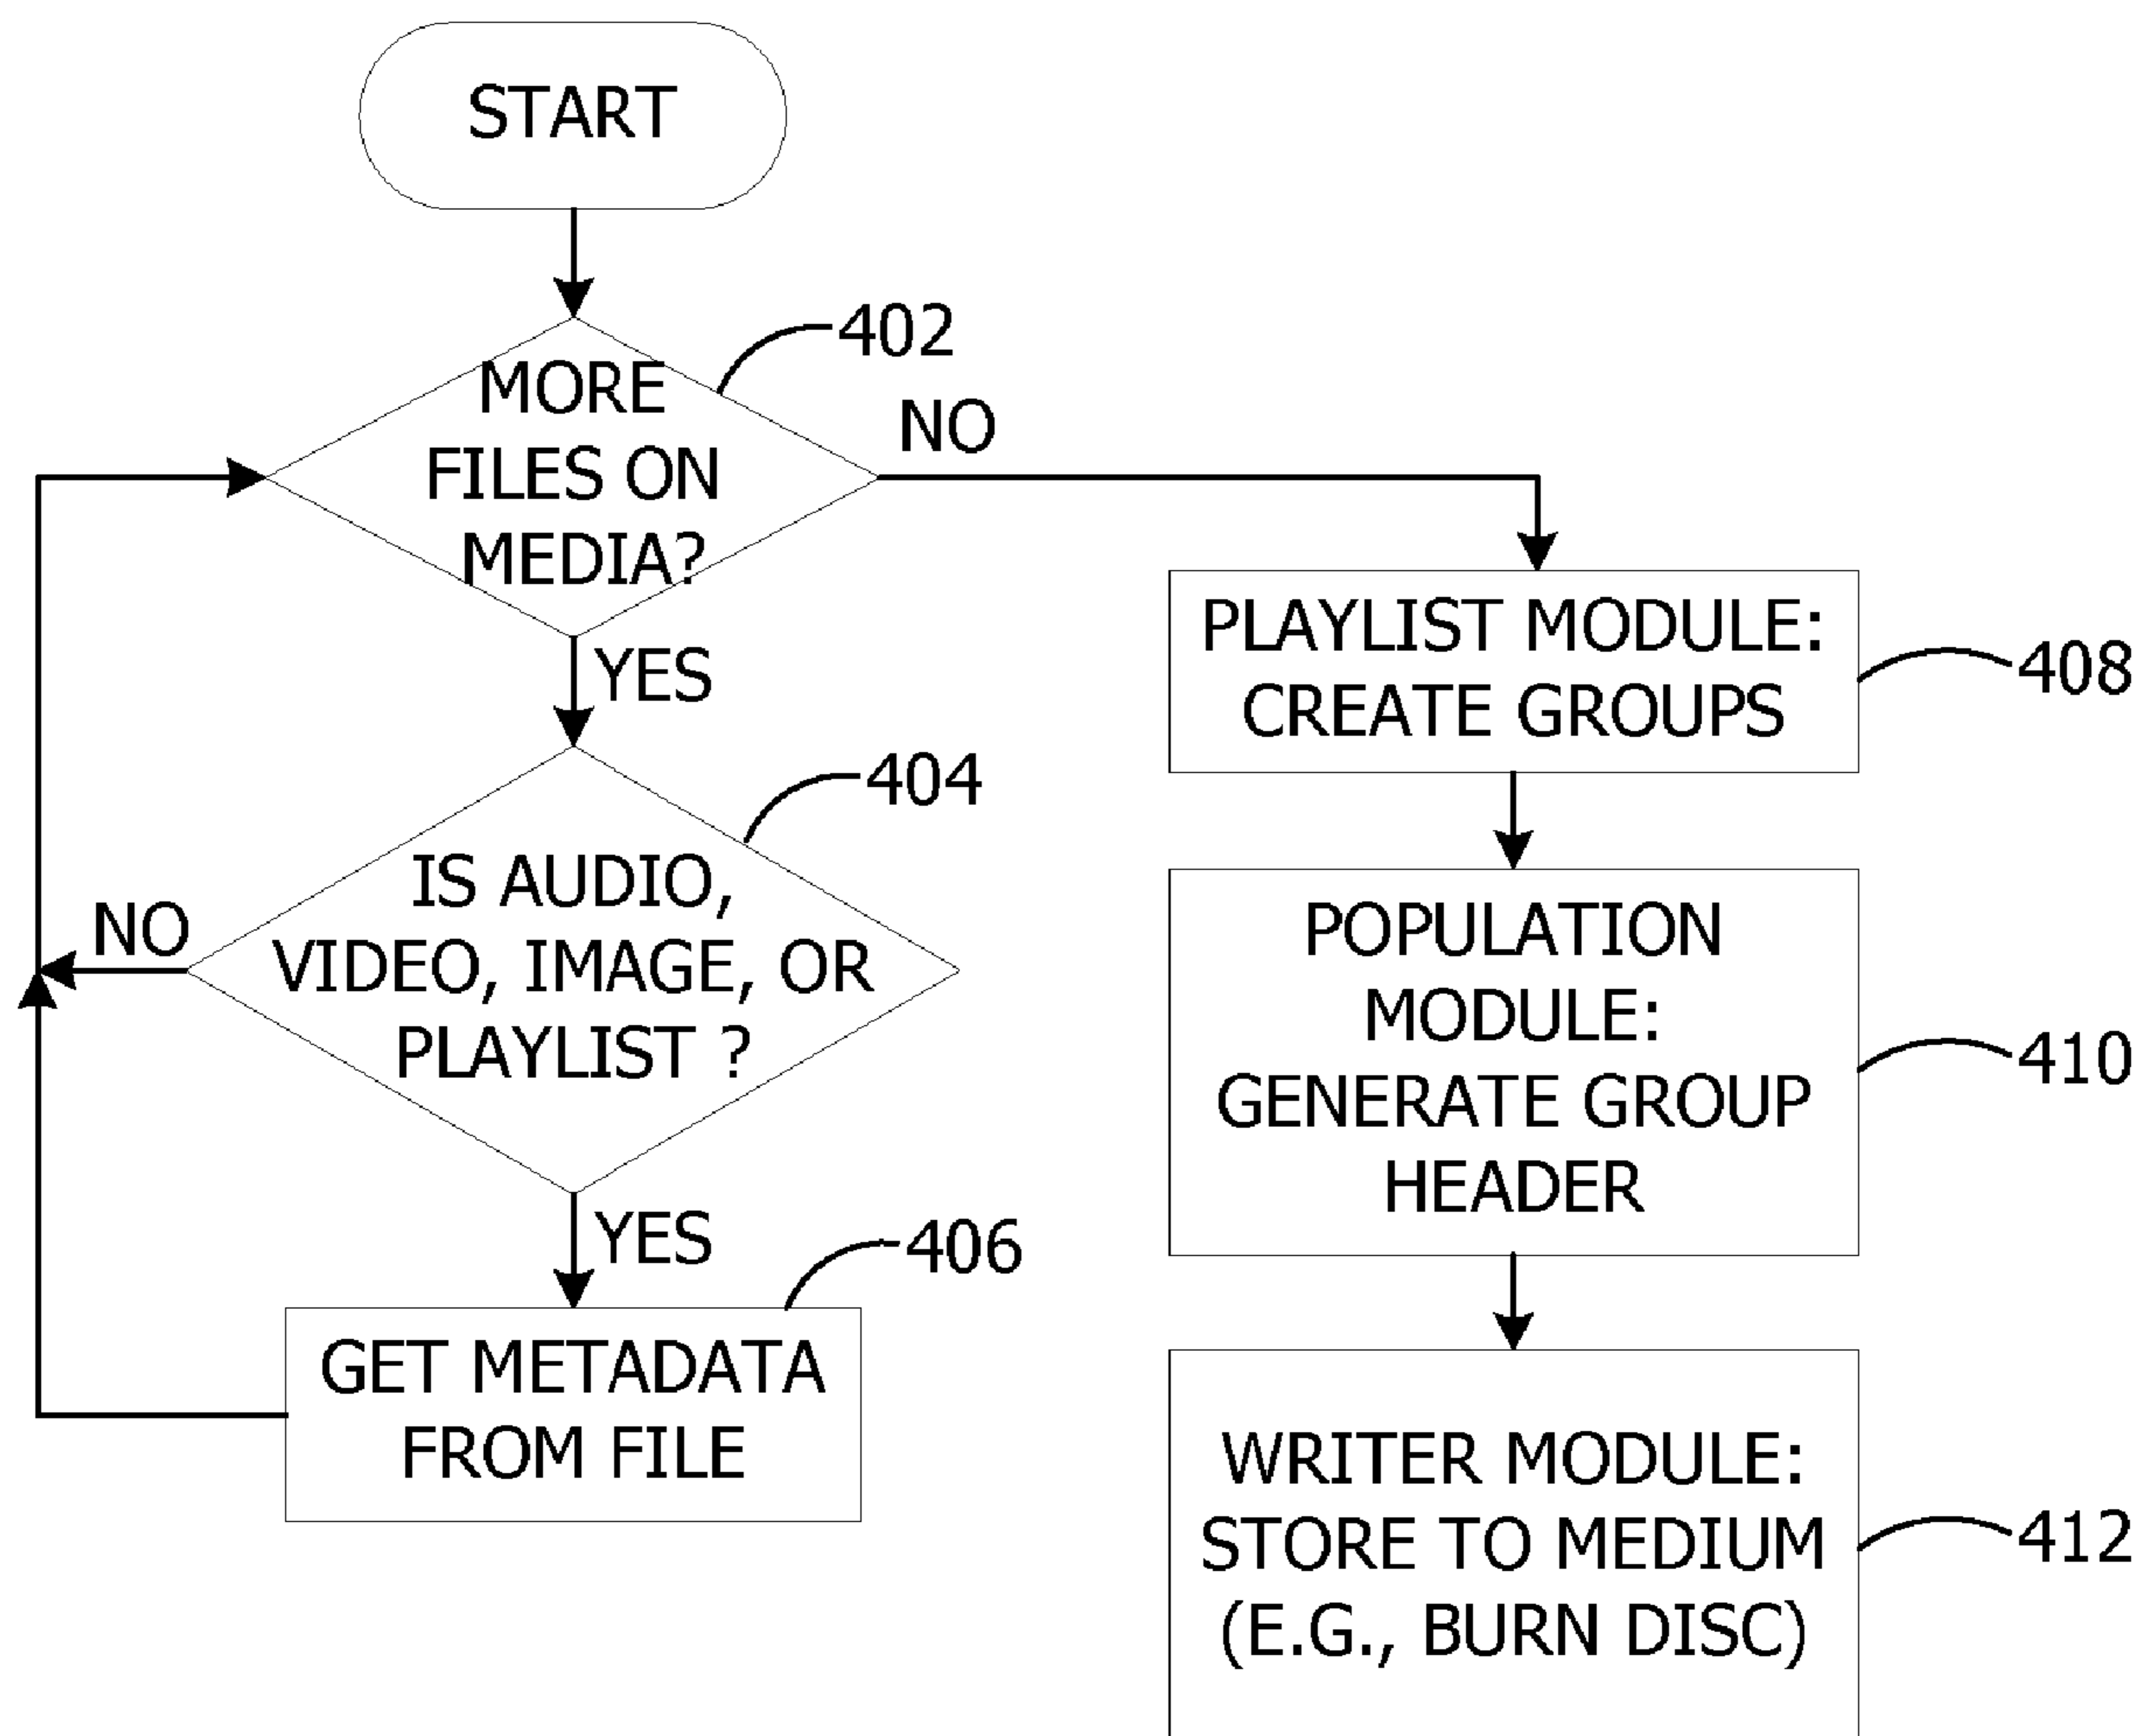 START
402
MORE
FILES ON
MEDIA?
NO
YES
404
IS AUDIO,
VIDEO, IMAGE, OR
PLAYLIST ?
NO
YES
406
GET METADATA
FROM FILE
PLAYLIST MODULE:
CREATE GROUPS
408
POPULATION
MODULE:
GENERATE GROUP
HEADER
410
WRITER MODULE:
STORE TO MEDIUM
(E.G., BURN DISC)
412